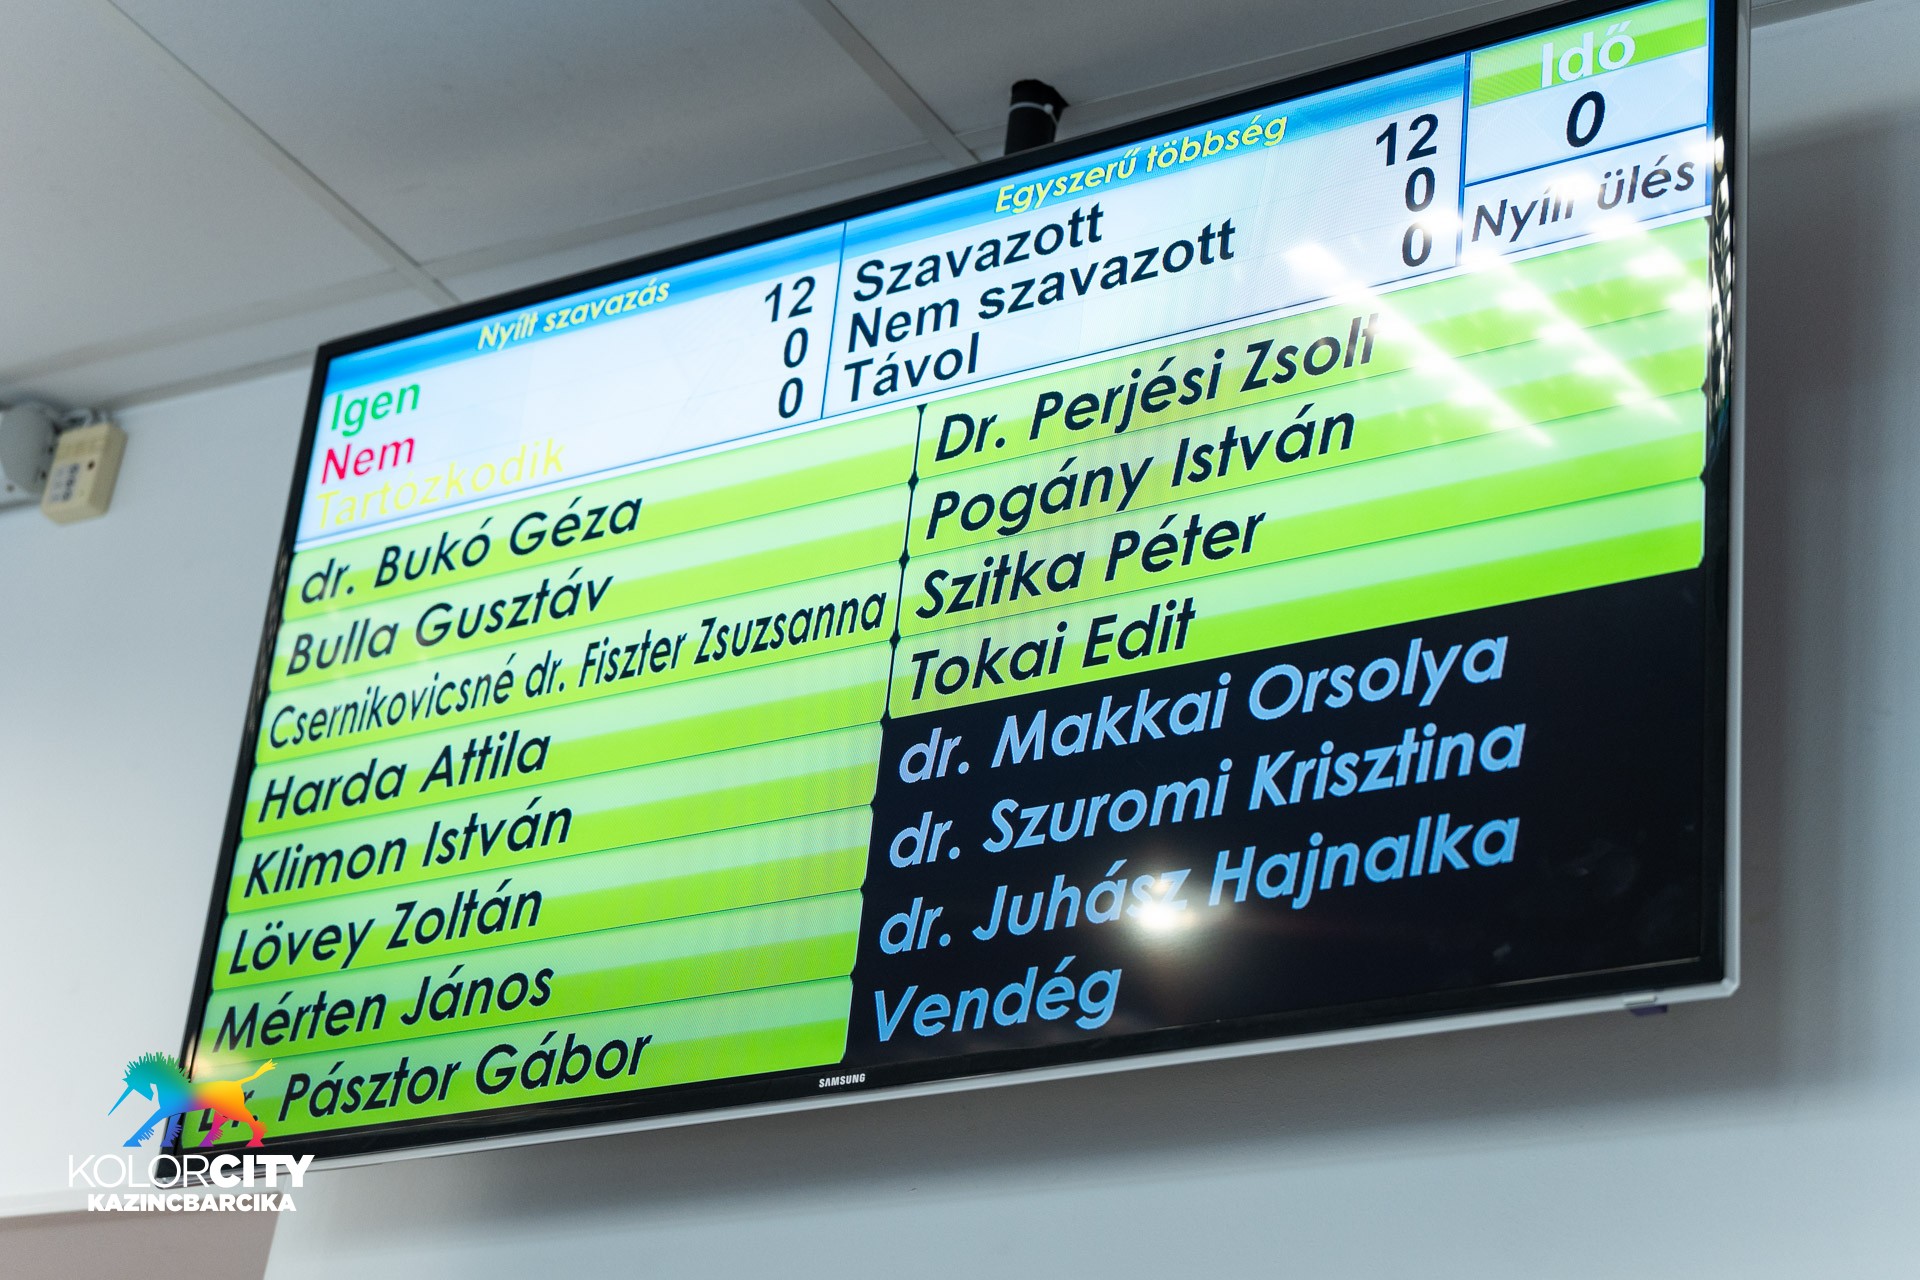 Nyílt szavazás
Igen 12
Nem 0
Tartózkodik 0
Egyszerű többség
Szavazott 12
Nem szavazott 0
Távol 0
Idő
0
Nyílt ülés
dr. Bukó Géza
Bulla Gusztáv
Csernikovicsné dr. Fiszter Zsuzsanna
Harda Attila
Klimon István
Lövey Zoltán
Mérten János
Dr. Pásztor Gábor
Dr. Perjési Zsolt
Pogány István
Szitka Péter
Tokai Edit
dr. Makkai Orsolya
dr. Szuromi Krisztina
dr. Juhász Hajnalka
Vendég
SAMSUNG
KOLORCITY
KAZINCBARCIKA